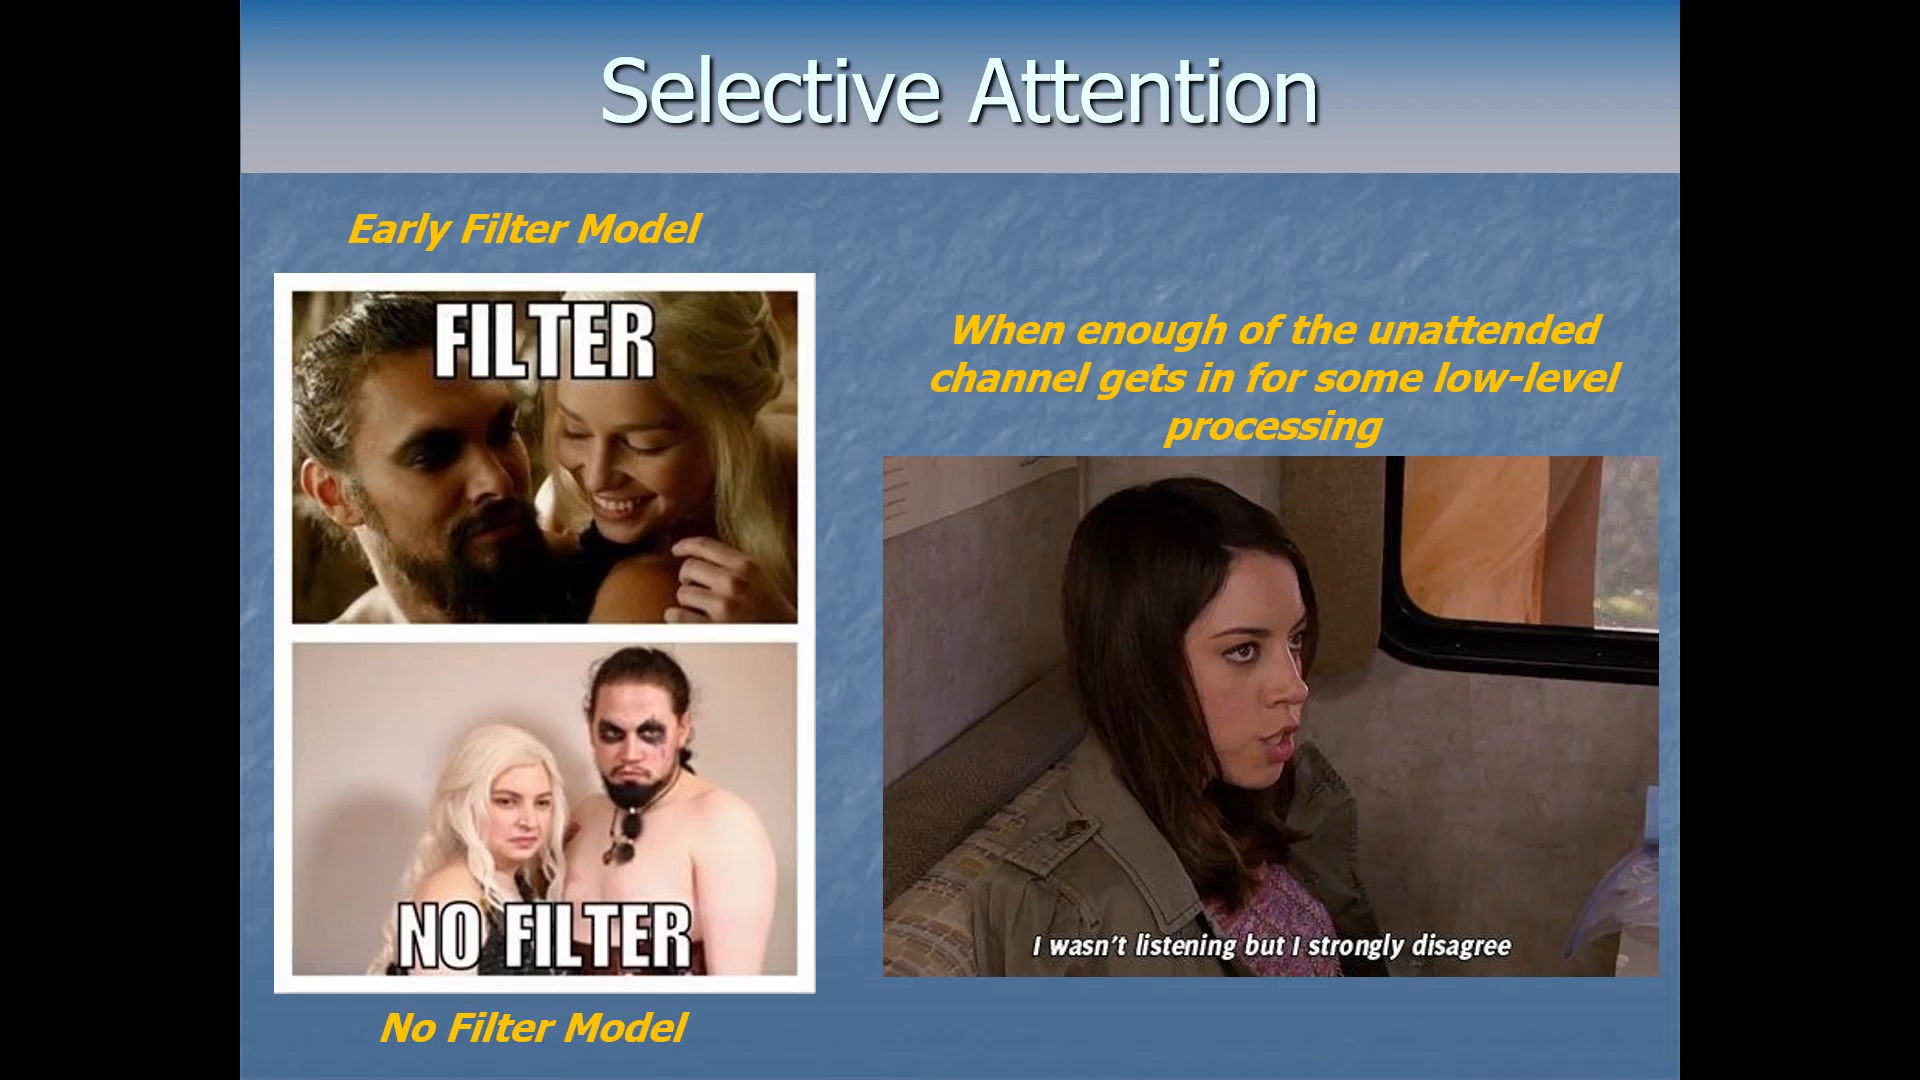 Selective Attention
Early Filter Model
FILTER
NO FILTER
No Filter Model
When enough of the unattended
channel gets in for some low-level
processing
I wasn't listening but I strongly disagree